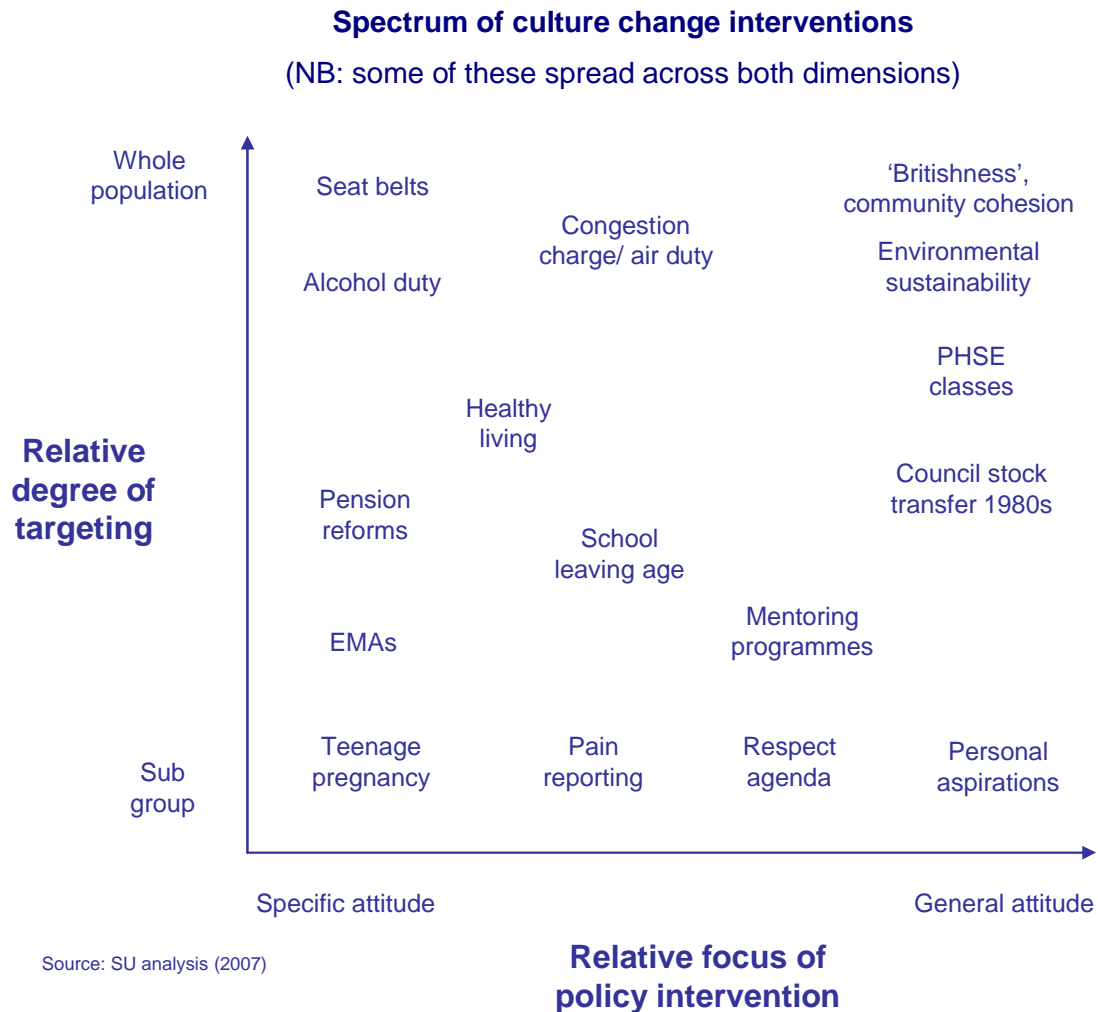 Spectrum of culture change interventions
(NB: some of these spread across both dimensions)
Whole
population
Seat belts
‘Britishness’,
community cohesion
Congestion
charge/ air duty
Environmental
sustainability
Alcohol duty
PHSE
classes
Healthy
living
Relative
degree of
targeting
Council stock
transfer 1980s
Pension
reforms
School
leaving age
Mentoring
programmes
EMAs
Teenage
pregnancy
Pain
reporting
Respect
agenda
Personal
aspirations
Sub
group
Specific attitude
General attitude
Source: SU analysis (2007)
Relative focus of
policy intervention